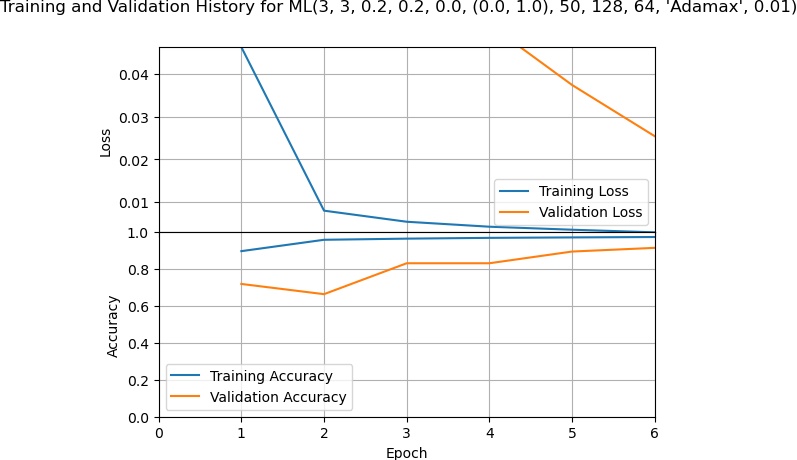 Training and Validation History for ML(3, 3, 0.2, 0.2, 0.0, (0.0, 1.0), 50, 128, 64, 'Adamax', 0.01)
0.04
0.03
0.02
0.01
Loss
Training Loss
Validation Loss
1.0
0.8
0.6
0.4
0.2
0.0
Accuracy
Training Accuracy
Validation Accuracy
0 1 2 3 4 5 6
Epoch